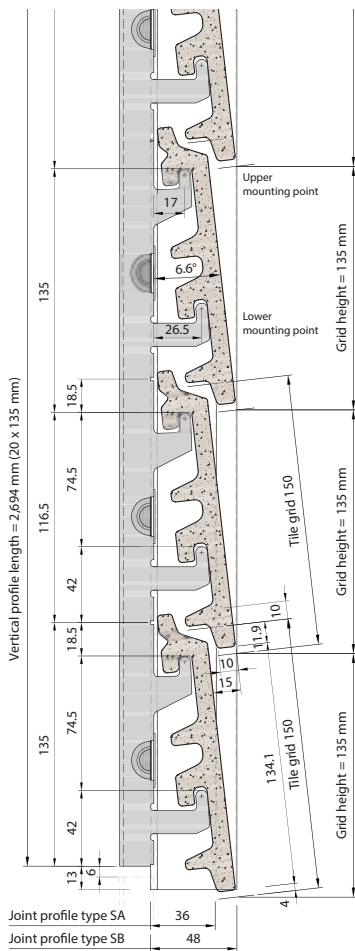 Upper
mounting point
17
6.6°
135
Grid height = 135 mm
Lower
mounting point
26.5
18.5
Vertical profile length = 2,694 mm (20 x 135 mm)
116.5
74.5
Tile grid 150
Grid height = 135 mm
42
10
11.9
18.5
10
15
135
74.5
134.1
Tile grid 150
Grid height = 135 mm
42
6
13
4
Joint profile type SA
36
Joint profile type SB
48